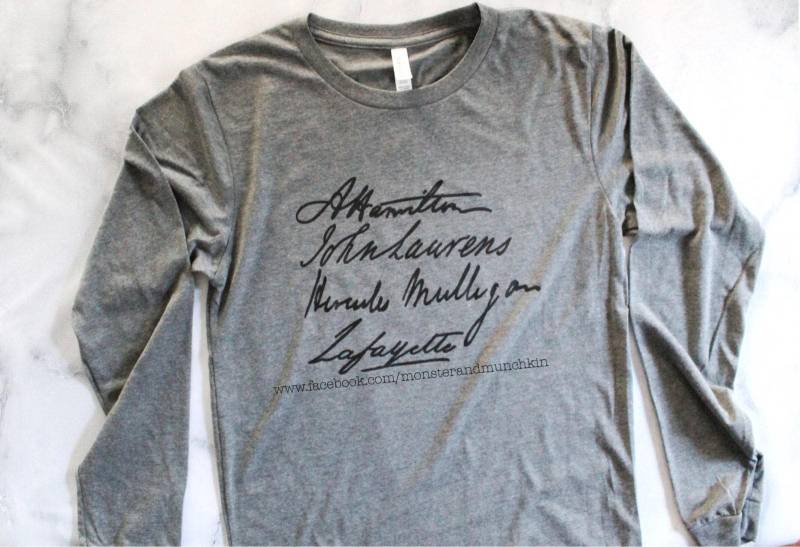 A Hamilton
John Laurens
Hercules Mulligan
Lafayette
www.facebook.com/monsterandmunchkin